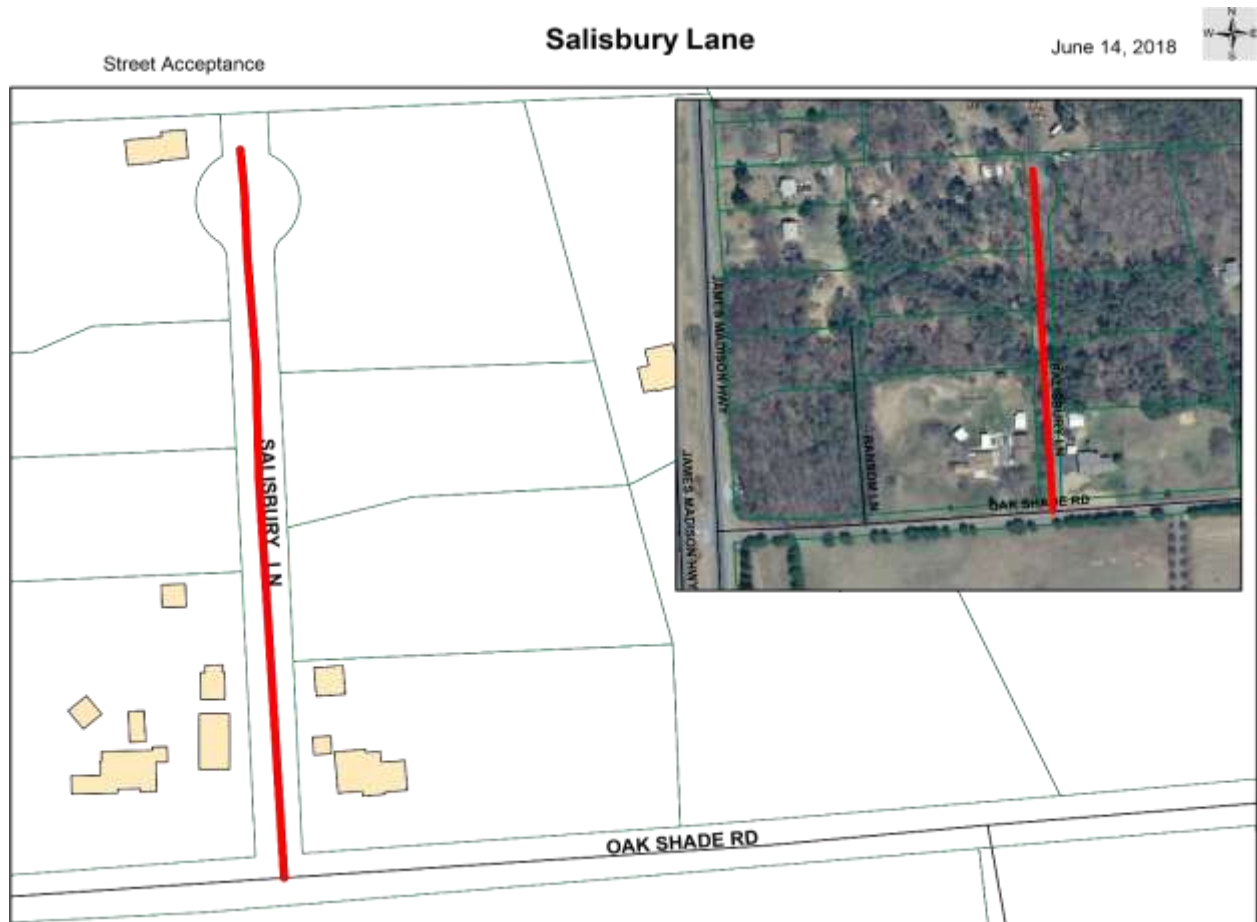 Salisbury Lane
Street Acceptance
June 14, 2018
N
W
E
S
SALISBURY LN
OAK SHADE RD
JAMES MADISON HWY
JAMES MADISON HWY
RANSOM LN
SALISBURY LN
OAK SHADE RD